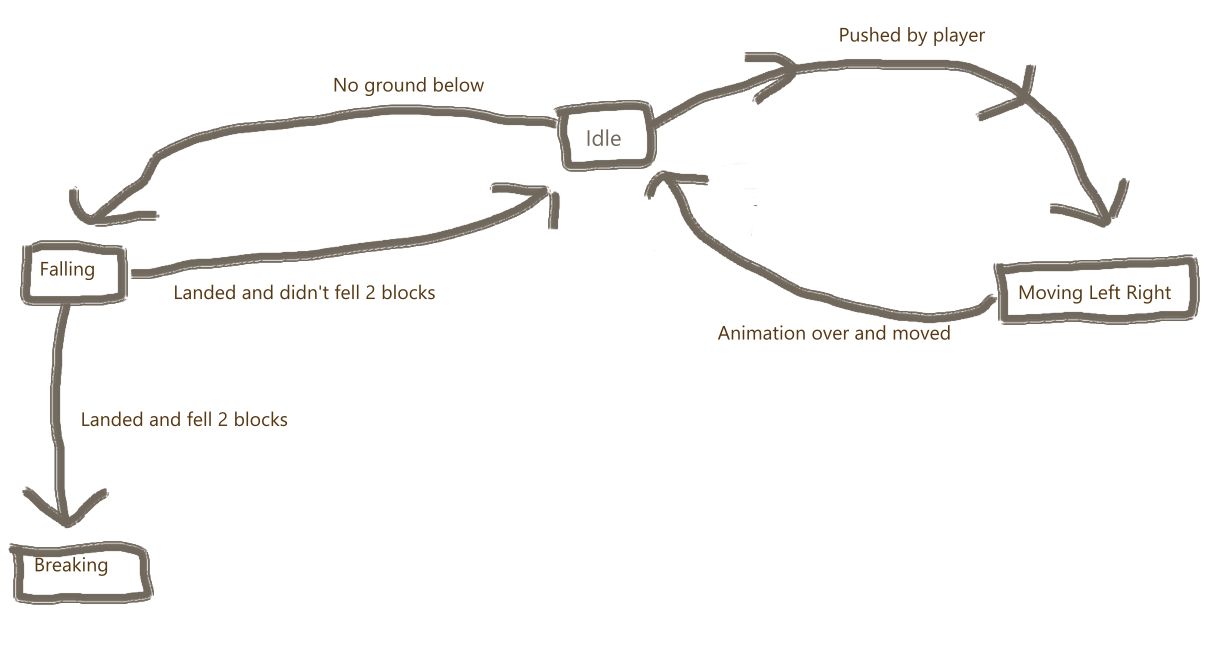 Pushed by player
No ground below
Idle
Falling
Landed and didn't fell 2 blocks
Moving Left Right
Animation over and moved
Landed and fell 2 blocks
Breaking